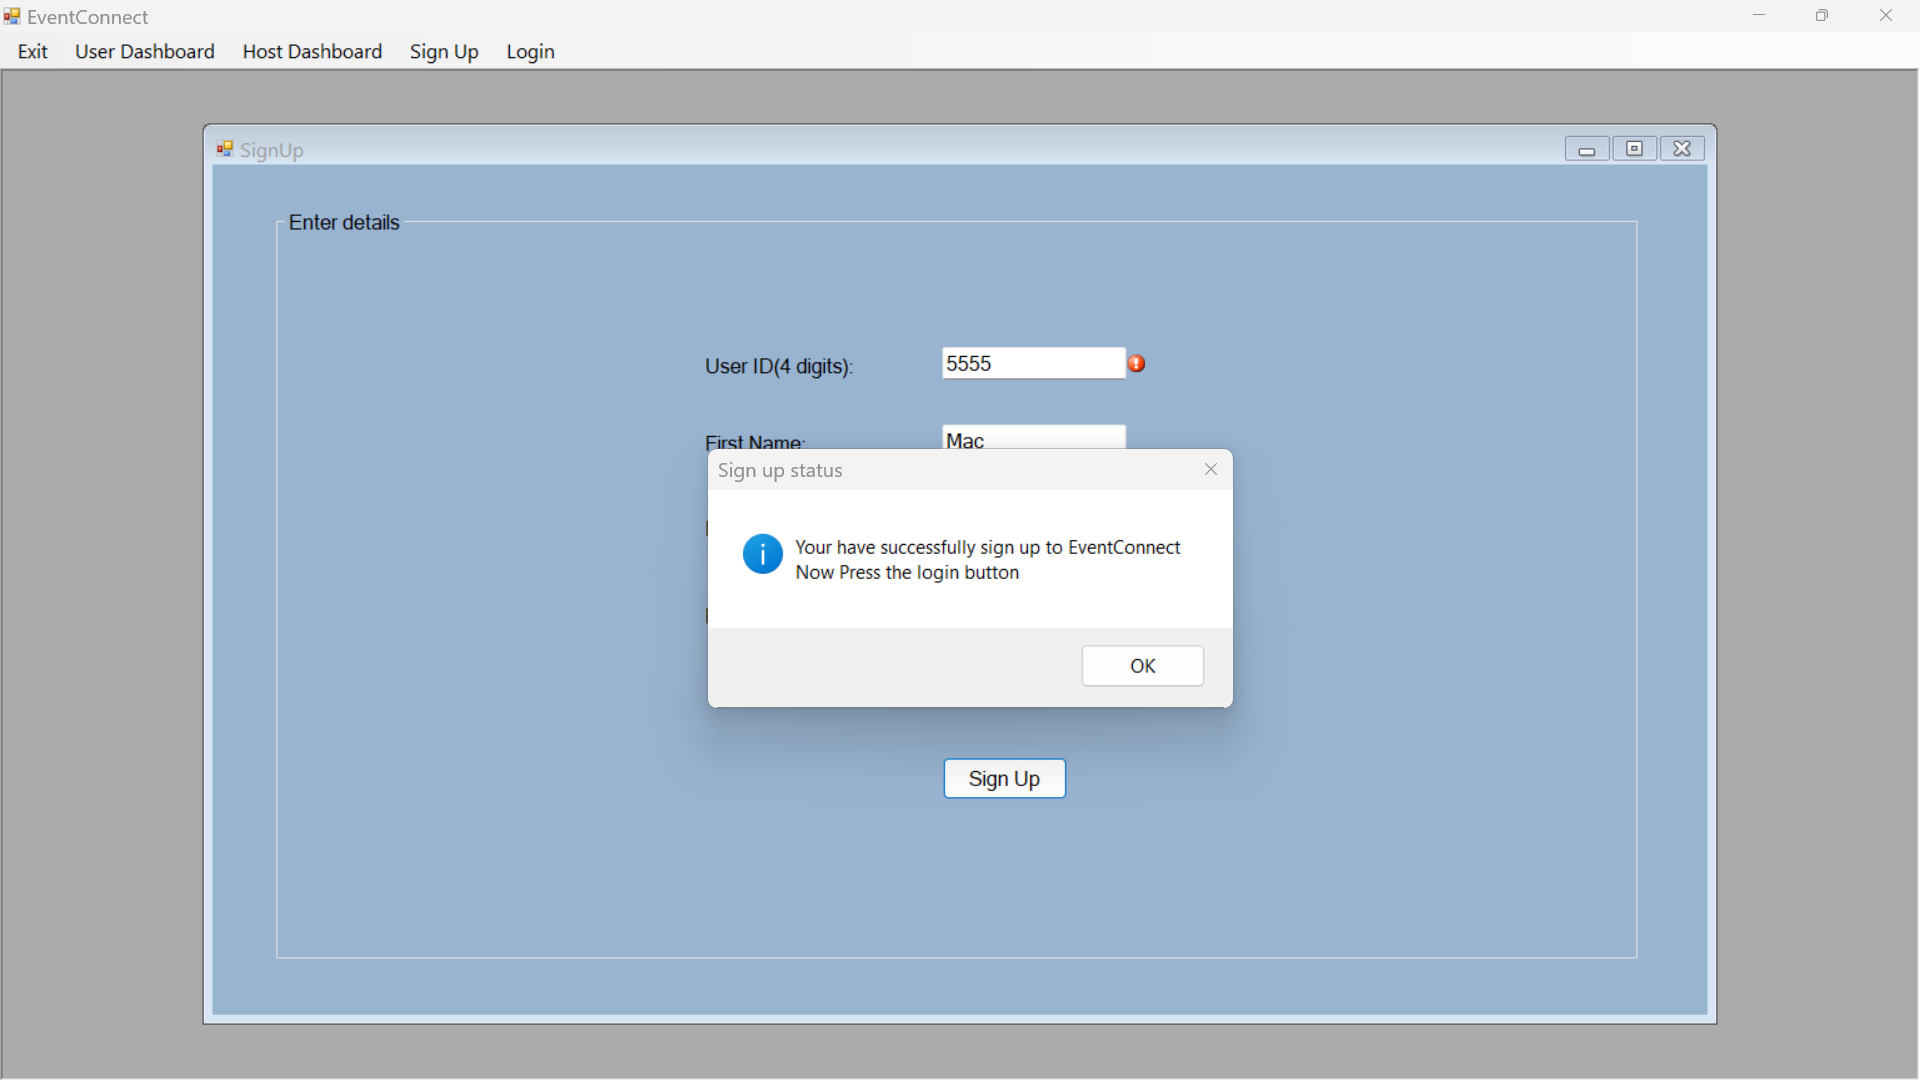 EventConnect
Exit User Dashboard Host Dashboard Sign Up Login
SignUp
Enter details
User ID(4 digits): 5555
First Name: Mac
Sign up status
Your have successfully sign up to EventConnect
Now Press the login button
OK
Sign Up